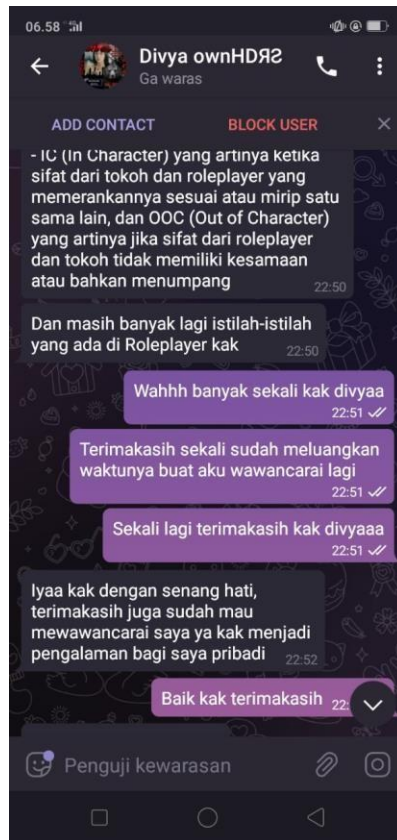 06.58
Divya ownHDЯƧ
Ga waras
ADD CONTACT BLOCK USER
- IC (In Character) yang artinya ketika
sifat dari tokoh dan roleplayer yang
memerankannya sesuai atau mirip satu
sama lain, dan OOC (Out of Character)
yang artinya jika sifat dari roleplayer
dan tokoh tidak memiliki kesamaan
atau bahkan menumpang
22:50
Dan masih banyak lagi istilah-istilah
yang ada di Roleplayer kak
22:50
Wahhh banyak sekali kak divyaa
22:51
Terimakasih sekali sudah meluangkan
waktunya buat aku wawancarai lagi
22:51
Sekali lagi terimakasih kak divyaaa
22:51
Iyaa kak dengan senang hati,
terimakasih juga sudah mau
mewawancarai saya ya kak menjadi
pengalaman bagi saya pribadi 22:52
Baik kak terimakasih 22:
Penguji kewarasan